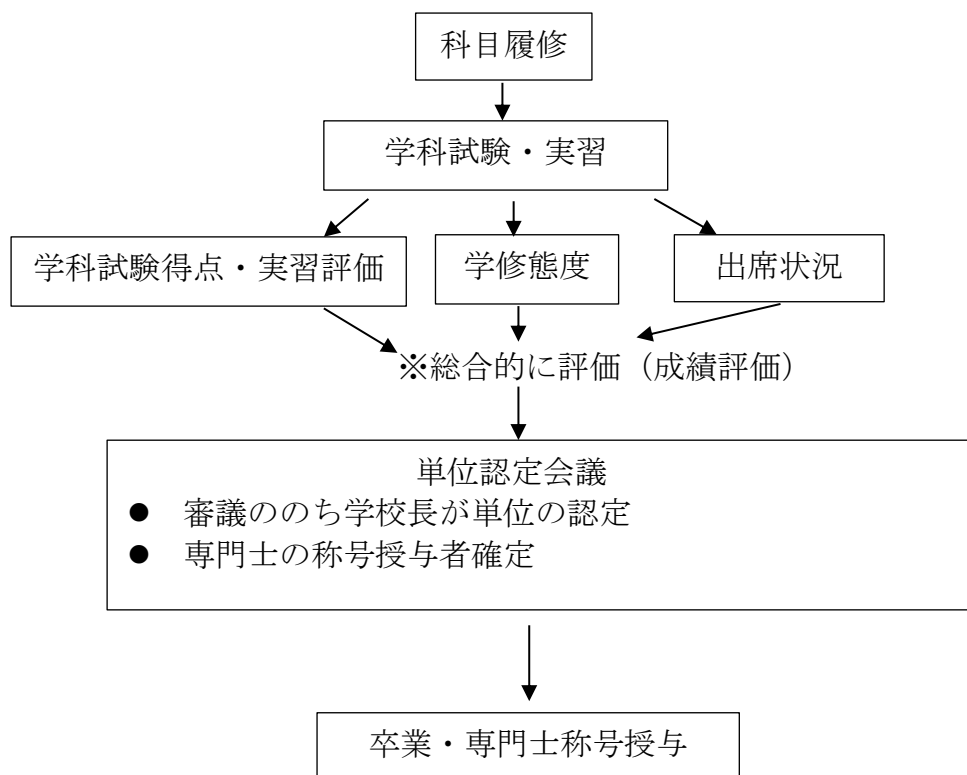 科目履修
学科試験・実習
学科試験得点・実習評価
学修態度
出席状況
※総合的に評価（成績評価）
単位認定会議
● 審議ののち学校長が単位の認定
● 専門士の称号授与者確定
卒業・専門士称号授与